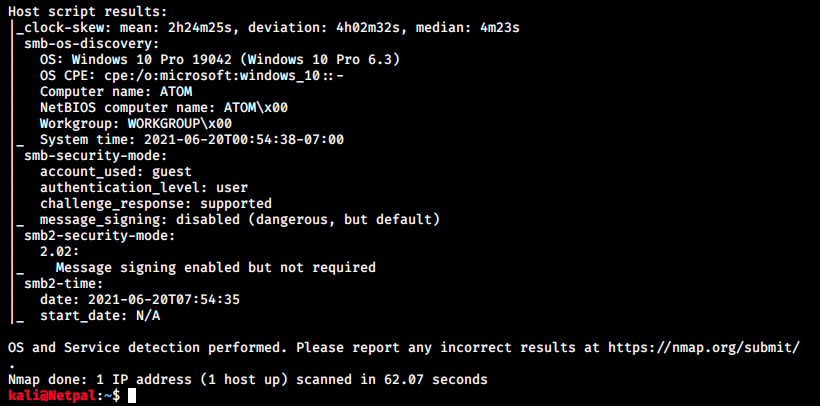 Host script results:
|_clock-skew: mean: 2h24m25s, deviation: 4h02m32s, median: 4m23s
| smb-os-discovery:
|   OS: Windows 10 Pro 19042 (Windows 10 Pro 6.3)
|   OS CPE: cpe:/o:microsoft:windows_10::-
|   Computer name: ATOM
|   NetBIOS computer name: ATOM\x00
|   Workgroup: WORKGROUP\x00
|_  System time: 2021-06-20T00:54:38-07:00
| smb-security-mode:
|   account_used: guest
|   authentication_level: user
|   challenge_response: supported
|_  message_signing: disabled (dangerous, but default)
| smb2-security-mode:
|   2.02:
|_    Message signing enabled but not required
| smb2-time:
|   date: 2021-06-20T07:54:35
|_  start_date: N/A
OS and Service detection performed. Please report any incorrect results at https://nmap.org/submit/
.
Nmap done: 1 IP address (1 host up) scanned in 62.07 seconds
kali@Netpal:~$